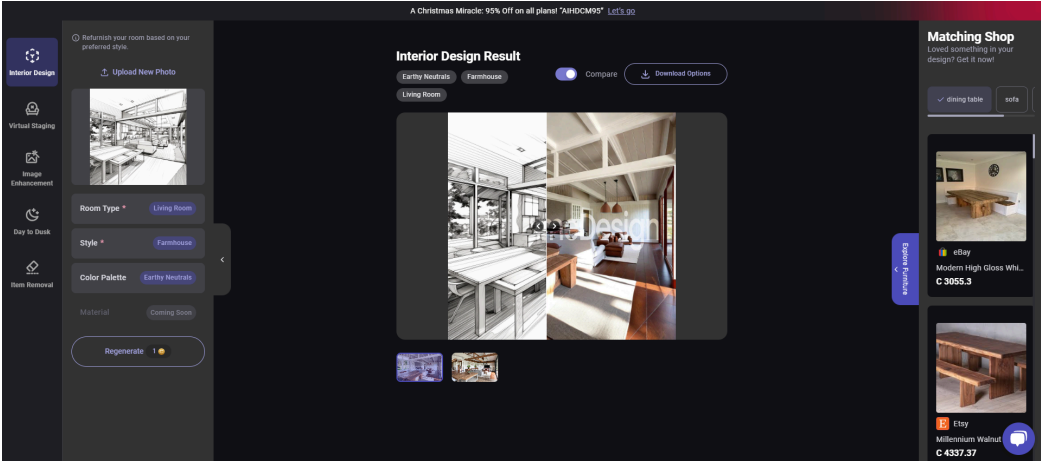 A Christmas Miracle: 95% Off on all plans! "AIHDCM95" Let's go
Interior Design
Virtual Staging
Image
Enhancement
Day to Dusk
Item Removal
Refurnish your room based on your
preferred style.
Upload New Photo
Room Type * Living Room
Style * Farmhouse
Color Palette Earthy Neutrals
Material Coming Soon
Regenerate 1
Interior Design Result
Earthy Neutrals Farmhouse
Living Room
Compare
Download Options
Explore Furniture
Matching Shop
Loved something in your
design? Get it now!
dining table sofa
eBay
Modern High Gloss Whi...
C 3055.3
Etsy
Millennium Walnut
C 4337.37